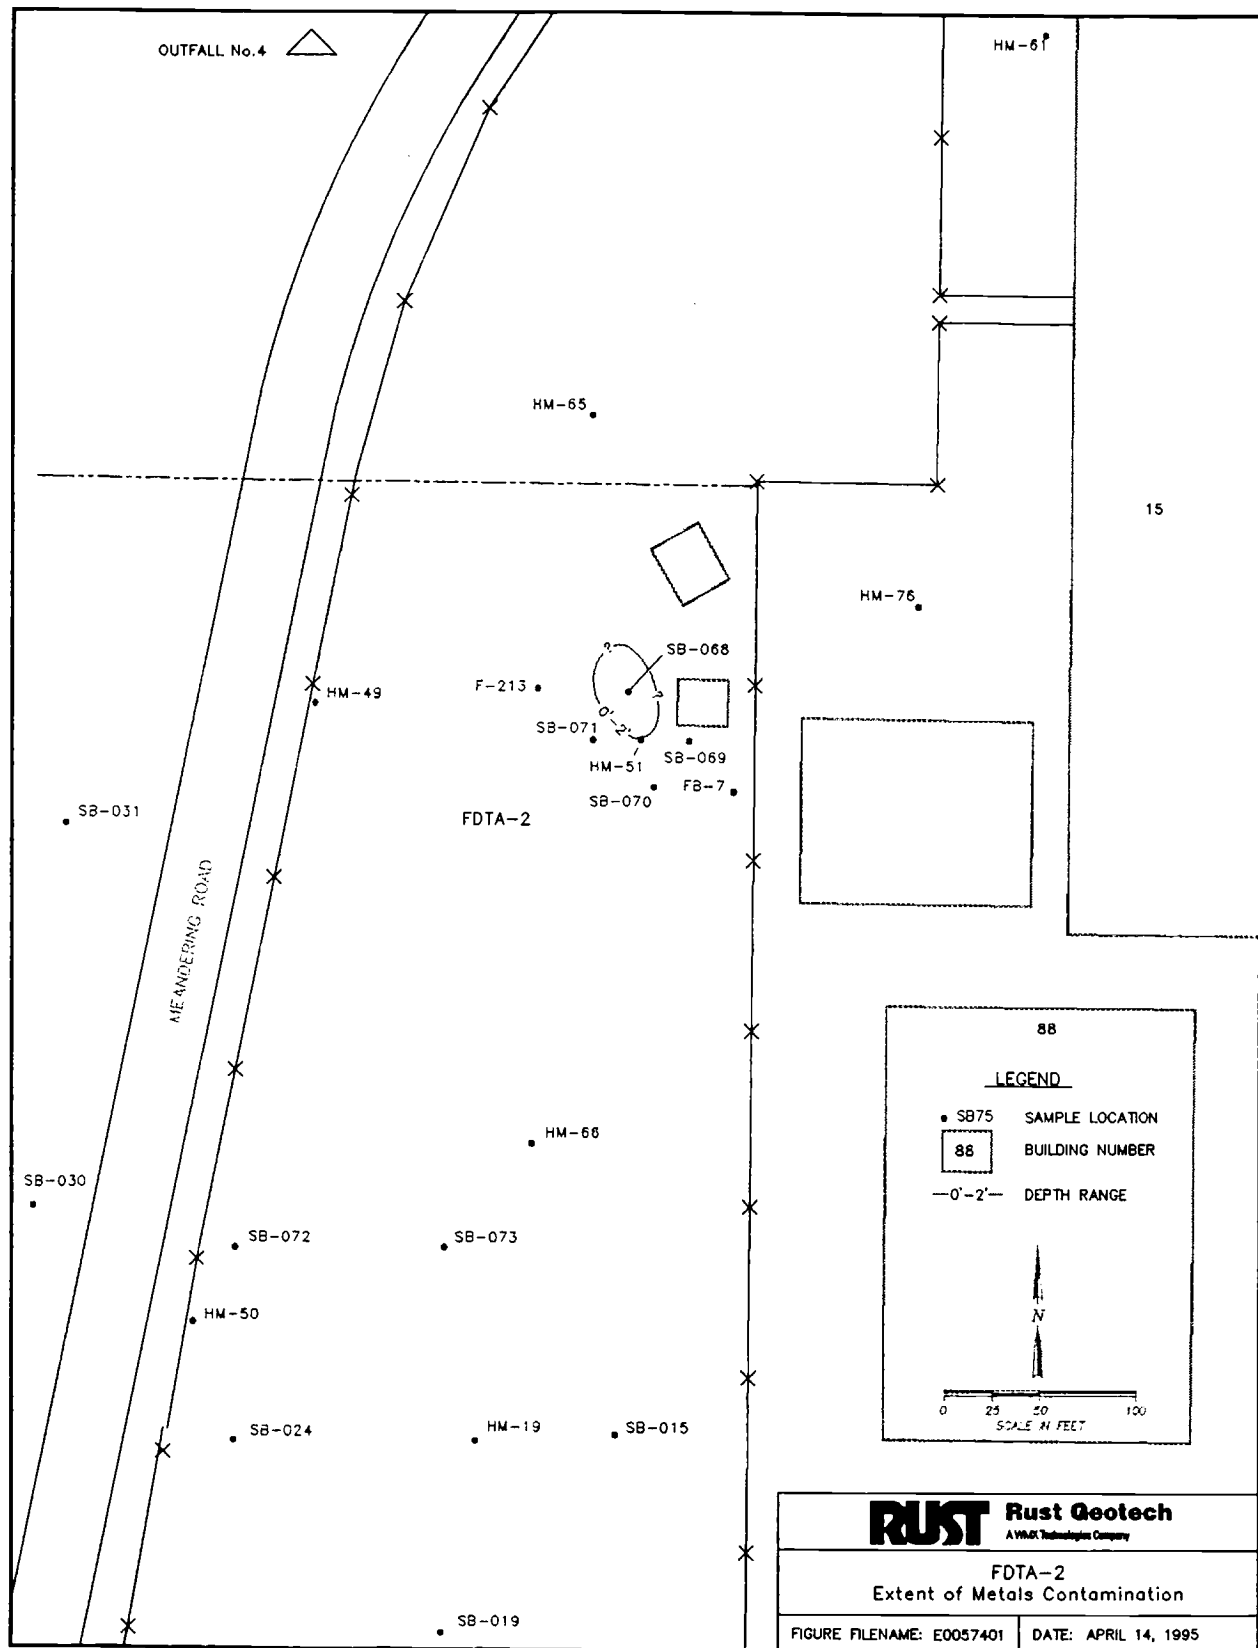 OUTFALL No.4
HM-61
HM-65
15
HM-76
SB-068
F-213
HM-49
?
?
0'-2'
SB-071
HM-51
SB-069
SB-070
FB-7
SB-031
FDTA-2
MEANDERING ROAD
88
LEGEND
SB75 SAMPLE LOCATION
88 BUILDING NUMBER
—0'-2'— DEPTH RANGE
N
0 25 50 100
SCALE IN FEET
HM-66
SB-030
SB-072
SB-073
HM-50
SB-024
HM-19
SB-015
SB-019
RUST Rust Geotech
A WMX Technologies Company
FDTA-2
Extent of Metals Contamination
FIGURE FILENAME: E0057401
DATE: APRIL 14, 1995